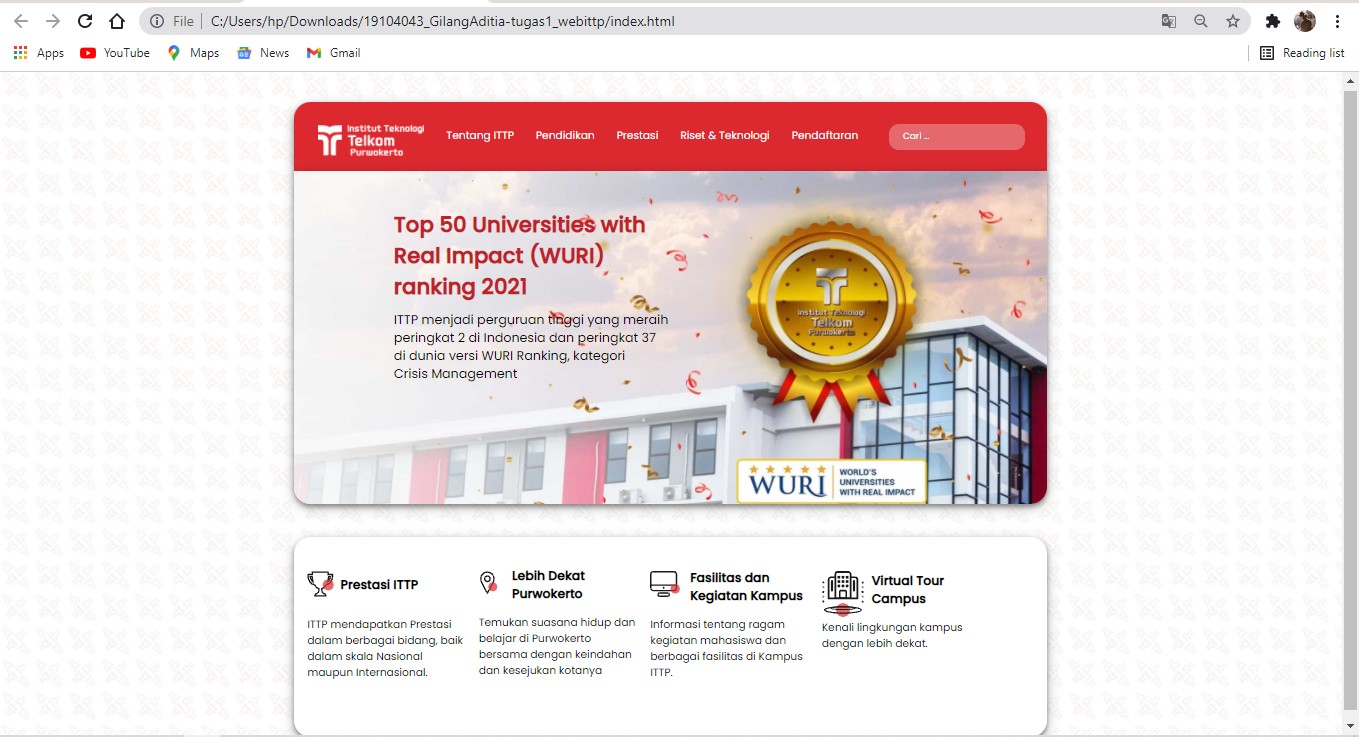 File
C:/Users/hp/Downloads/19104043_GilangAditia-tugas1_webittp/index.html
Apps
YouTube
Maps
News
Gmail
Reading list
Institut Teknologi
Telkom
Purwokerto
Tentang ITTP
Pendidikan
Prestasi
Riset & Teknologi
Pendaftaran
Cari ...
Top 50 Universities with
Real Impact (WURI)
ranking 2021
ITTP menjadi perguruan tinggi yang meraih
peringkat 2 di Indonesia dan peringkat 37
di dunia versi WURI Ranking, kategori
Crisis Management
Institut Teknologi
Telkom
Purwokerto
WURI
WORLD'S
UNIVERSITIES
WITH REAL IMPACT
Prestasi ITTP
ITTP mendapatkan Prestasi
dalam berbagai bidang, baik
dalam skala Nasional
maupun Internasional.
Lebih Dekat
Purwokerto
Temukan suasana hidup dan
belajar di Purwokerto
bersama dengan keindahan
dan kesejukan kotanya
Fasilitas dan
Kegiatan Kampus
Informasi tentang ragam
kegiatan mahasiswa dan
berbagai fasilitas di Kampus
ITTP.
Virtual Tour
Campus
Kenali lingkungan kampus
dengan lebih dekat.